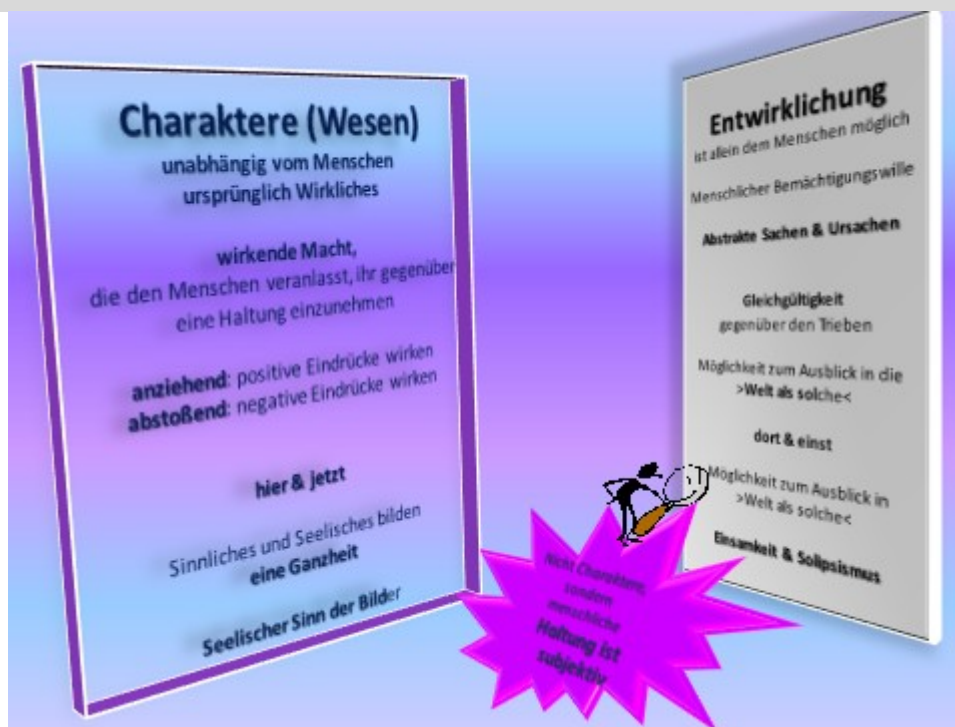 Charaktere (Wesen)
unabhängig vom Menschen
ursprünglich Wirkliches
wirkende Macht,
die den Menschen veranlasst, ihr gegenüber
eine Haltung einzunehmen
anziehend: positive Eindrücke wirken
abstoßend: negative Eindrücke wirken
hier & jetzt
Sinnliches und Seelisches bilden
eine Ganzheit
Seelischer Sinn der Bilder
Entwirklichung
ist allein dem Menschen möglich
Menschlicher Bemächtigungswille
Abstrakte Sachen & Ursachen
Gleichgültigkeit
gegenüber den Trieben
Möglichkeit zum Ausblick in die
>Welt als solche<
dort & einst
Möglichkeit zum Ausblick in
>Welt als solche<
Einsamkeit & Solipsismus
Nicht Charaktere,
sondern
menschliche
Haltung ist
subjektiv